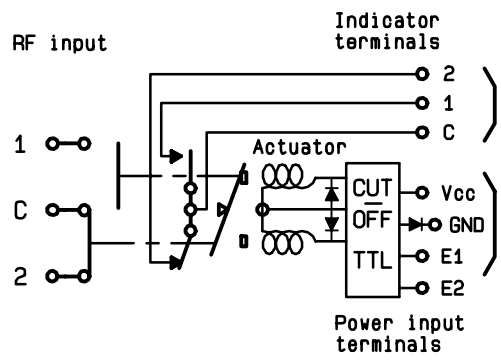 Indicator
terminals
RF input
2
1
C
1
Actuator
CUT
Vcc
C
OFF
GND
TTL
E1
2
E2
Power input
terminals